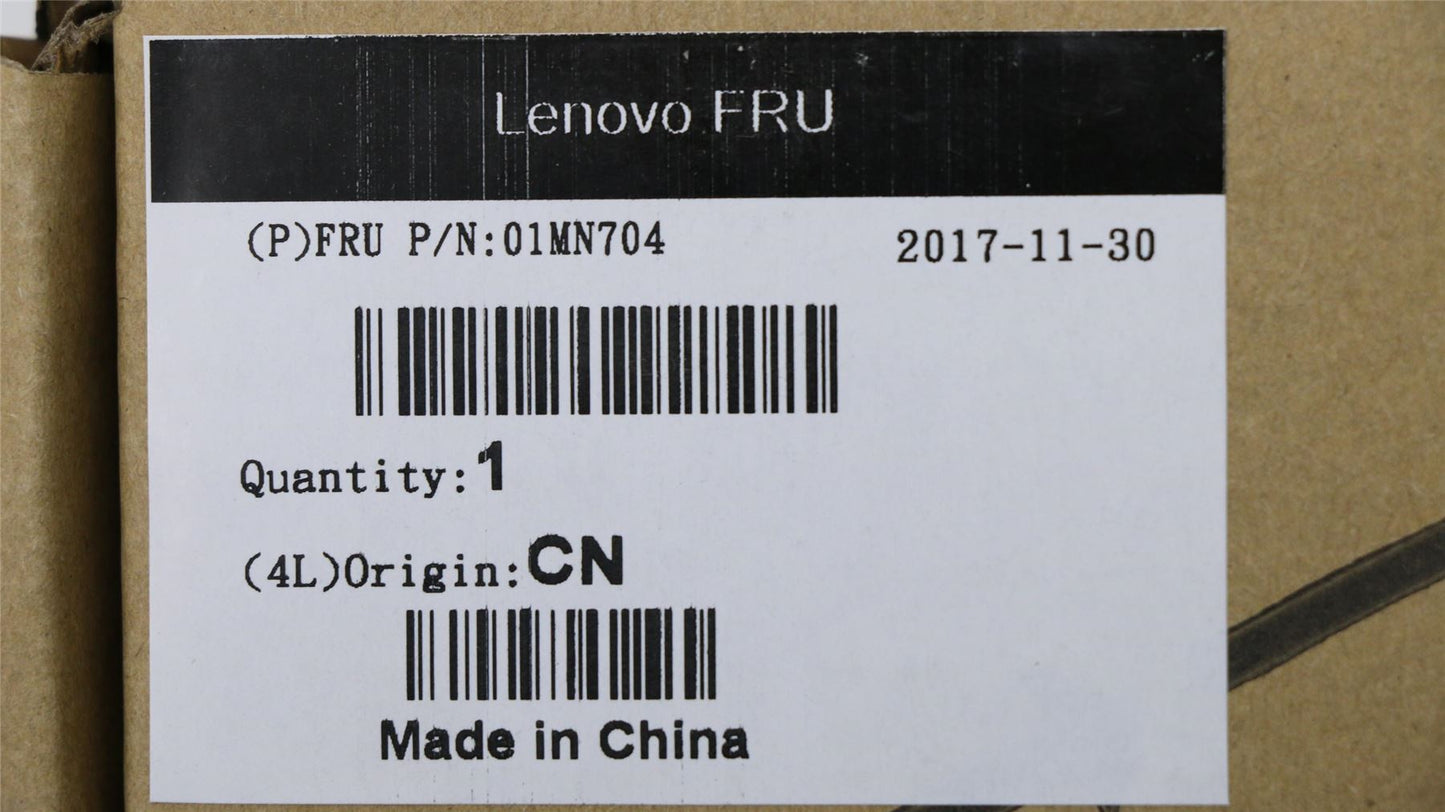 Lenovo FRU
(P)FRU P/N:01MN704 2017-11-30
Quantity:1
(4L)Origin:CN
Made in China